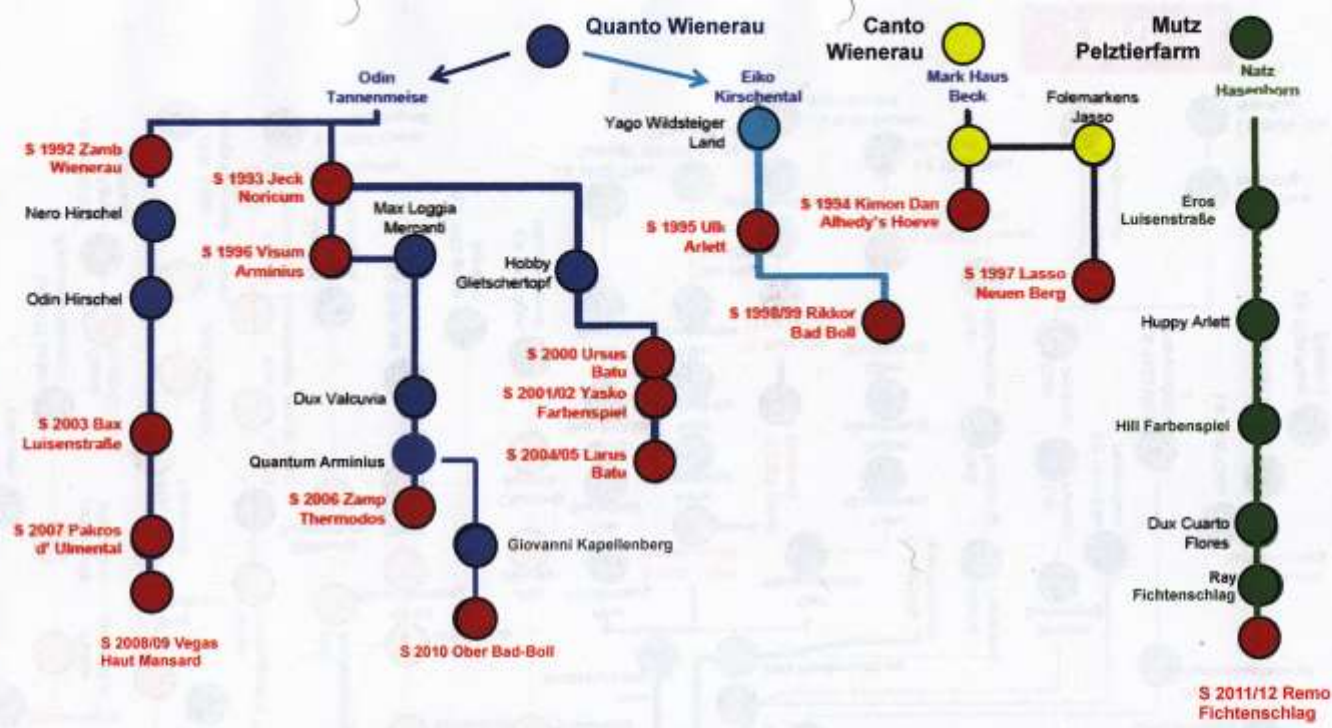 Quanto Wienerau
Canto
Wienerau
Mutz
Pelztierfarm
Odin
Tannenmeise
Eiko
Kirschental
Mark Haus
Beck
Folemarkens
Jasso
Natz
Hasenborn
Yago Wildsteiger
Land
S 1992 Zamb
Wienerau
S 1993 Jeck
Noricum
Nero Hirschel
Max Loggia
Mercanti
S 1994 Kimon Dan
Alhedy's Hoeve
Eros
Luisenstraße
S 1995 Ulk
Arlett
S 1996 Visum
Arminius
Hobby
Gletschertopf
S 1997 Lasso
Neuen Berg
Odin Hirschel
S 1998/99 Rikkor
Bad Boll
Huppy Arlett
S 2000 Ursus
Batu
S 2001/02 Yasko
Farbenspiel
Dux Valcuvia
S 2003 Bax
Luisenstraße
Hill Farbenspiel
Quantum Arminius
S 2004/05 Larus
Batu
S 2006 Zamp
Thermodos
S 2007 Pakros
d' Ulmental
Giovanni Kapellenberg
Dux Cuarto
Flores
Ray
Fichtenschlag
S 2008/09 Vegas
Haut Mansard
S 2010 Ober Bad-Boll
S 2011/12 Remo
Fichtenschlag